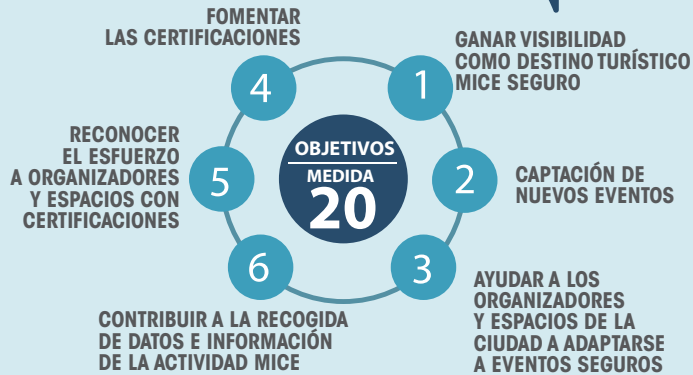 FOMENTAR
LAS CERTIFICACIONES
4
1
GANAR VISIBILIDAD
COMO DESTINO TURÍSTICO
MICE SEGURO
RECONOCER
EL ESFUERZO
A ORGANIZADORES
Y ESPACIOS CON
CERTIFICACIONES
5
OBJETIVOS
MEDIDA
20
2
CAPTACIÓN DE
NUEVOS EVENTOS
6
3
CONTRIBUIR A LA RECOGIDA
DE DATOS E INFORMACIÓN
DE LA ACTIVIDAD MICE
AYUDAR A LOS
ORGANIZADORES
Y ESPACIOS DE LA
CIUDAD A ADAPTARSE
A EVENTOS SEGUROS